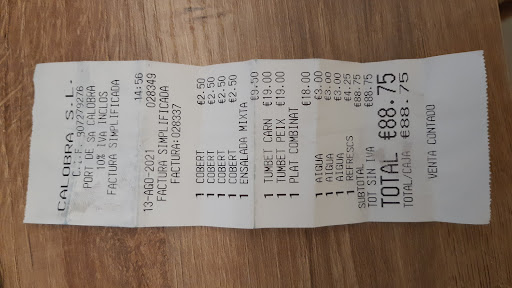 CALOBRA S.L.
C.I.F. B07279276
PORT DE SA CALOBRA
10% IVA INCLOS
FACTURA SIMPLIFICADA
13-AGO-2021 14:56
FACTURA SIMPLIFICADA 028349
FACTURA:028337
1 COBERT €2.50
1 COBERT €2.50
1 COBERT €2.50
1 COBERT €2.50
1 ENSALADA MIXTA €9.00
1 TUMBET CARN €19.00
1 TUMBET PEIX €19.00
1 PLAT COMBINAT €18.00
1 AIGUA €3.00
1 AIGUA €3.00
1 AIGUA €3.00
1 REFRESCS €4.25
SUBTOTAL €88.75
TOT SIN IVA €88.75
TOTAL €88.75
TOTAL/CAJA €88.75
VENTA CONTADO